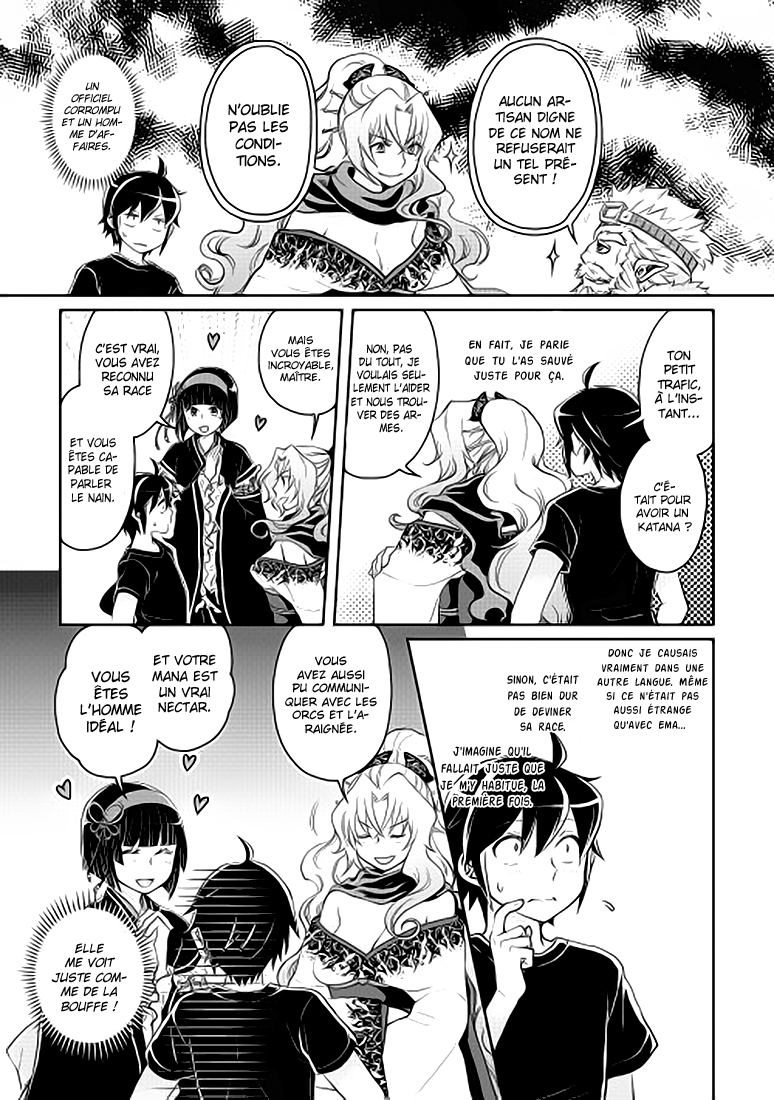 AUCUN AR-
TISAN DIGNE
DE CE NOM NE
REFUSERAIT
UN TEL PRÉ-
SENT !
N'OUBLIE
PAS LES
CONDI-
TIONS.
UN
OFFICIEL
CORROMPU
ET UN HOM-
ME D'AF-
FAIRES.
TON
PETIT
TRAFIC,
À L'INS-
TANT...
C'É-
TAIT POUR
AVOIR UN
KATANA ?
EN FAIT, JE PARIE
QUE TU L'AS SAUVÉ
JUSTE POUR ÇA.
NON, PAS
DU TOUT, JE
VOULAIS SEU-
LEMENT L'AIDER
ET NOUS TROU-
VER DES AR-
MES.
MAIS
VOUS ÊTES
INCROYABLE,
MAÎTRE.
C'EST VRAI,
VOUS AVEZ
RECONNU
SA RACE
ET VOUS
ÊTES CA-
PABLE DE
PARLER
LE NAIN.
DONC JE CAUSAIS
VRAIMENT DANS UNE
AUTRE LANGUE. MÊME
SI CE N'ÉTAIT PAS
AUSSI ÉTRANGE
QU'AVEC EMA...
SINON, C'ÉTAIT
PAS BIEN DUR
DE DEVINER
SA RACE.
J'IMAGINE QU'IL
FALLAIT JUSTE QUE
JE M'Y HABITUE, LA
PREMIÈRE FOIS.
VOUS
AVEZ AUSSI
PU COMMUNI-
QUER AVEC LES
ORCS ET L'A-
RAIGNÉE.
ET VOTRE
MANA EST
UN VRAI
NECTAR.
VOUS
ÊTES
L'HOMME
IDÉAL !
ELLE
ME VOIT
JUSTE COM-
ME DE LA
BOUFFE !